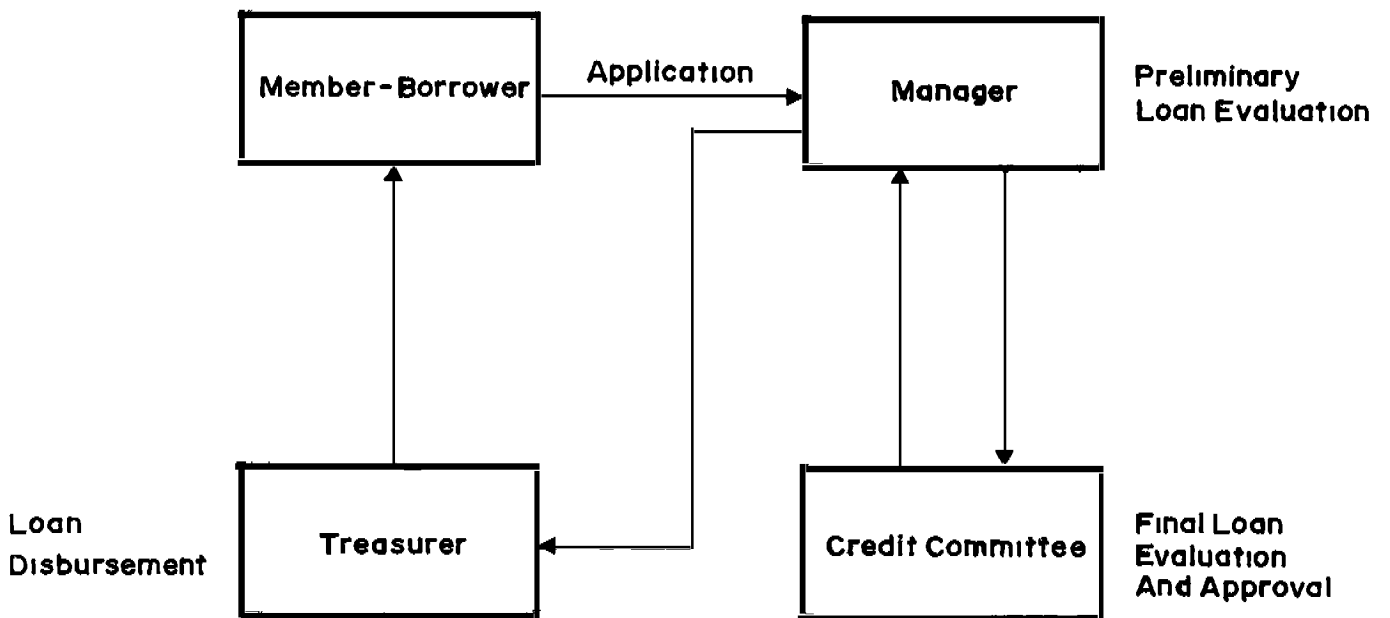 Member-Borrower
Application
Manager
Preliminary
Loan Evaluation
Loan
Disbursement
Treasurer
Credit Committee
Final Loan
Evaluation
And Approval